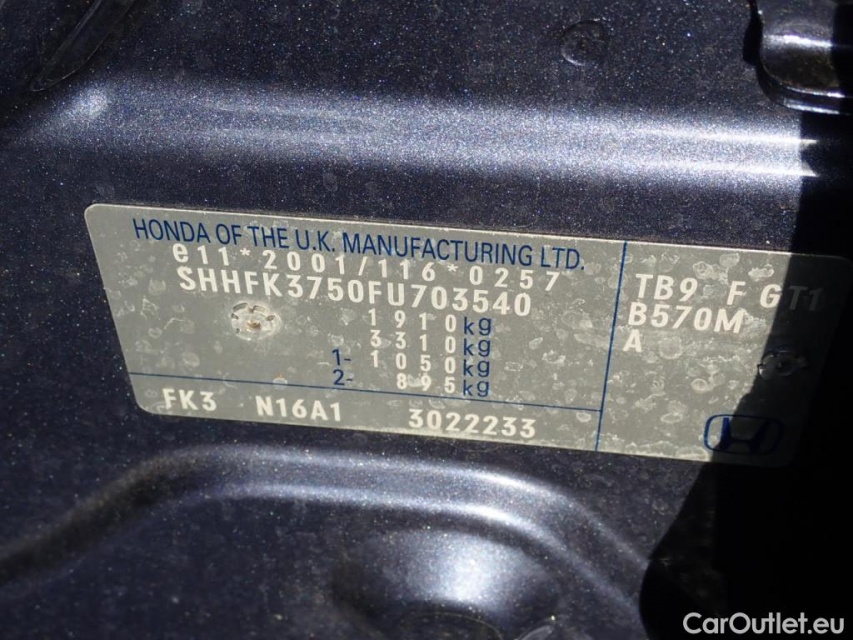 HONDA OF THE U.K. MANUFACTURING LTD.
e11*2001/116*0257
SHHFK3750FU703540
1910kg
3310kg
1- 1050kg
2- 895kg
FK3 N16A1 3022233
TB9 F GT1
B570M
A
CarOutlet.eu